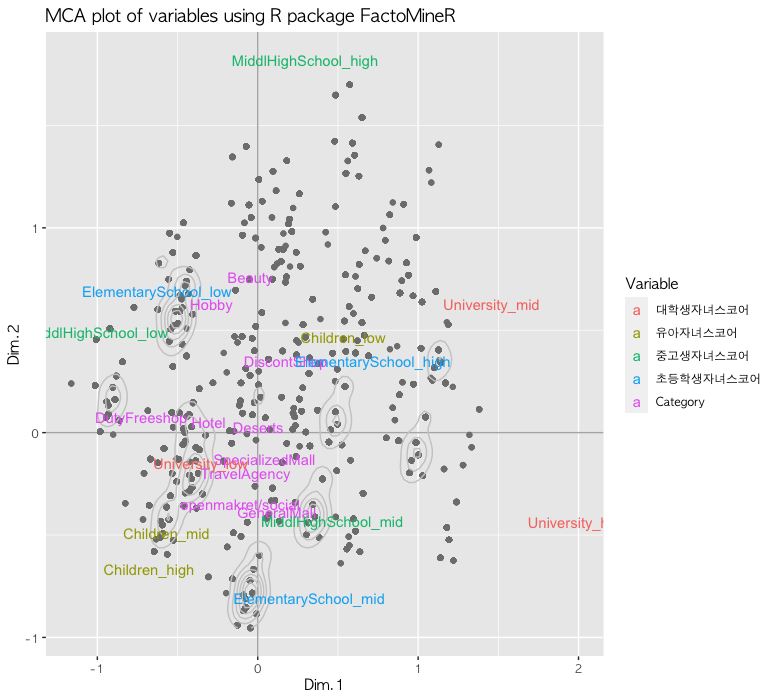 MCA plot of variables using R package FactoMineR
MiddlHighSchool_high
1
Beauty
ElementarySchool_low
Hobby
University_mid
ddlHighSchool_low
Children_low
ElementarySchool_high
DutyFreeshop
Hotel
Deserts
0
SpecializedMall
University_low
TravelAgency
openmakret/social
GeneralMall
MiddlHighSchool_mid
University_h
Children_mid
Children_high
ElementarySchool_mid
-1
-1
0
1
2
Dim.1
Dim.2
Variable
a 대학생자녀스코어
a 유아자녀스코어
a 중고생자녀스코어
a 초등학생자녀스코어
a Category